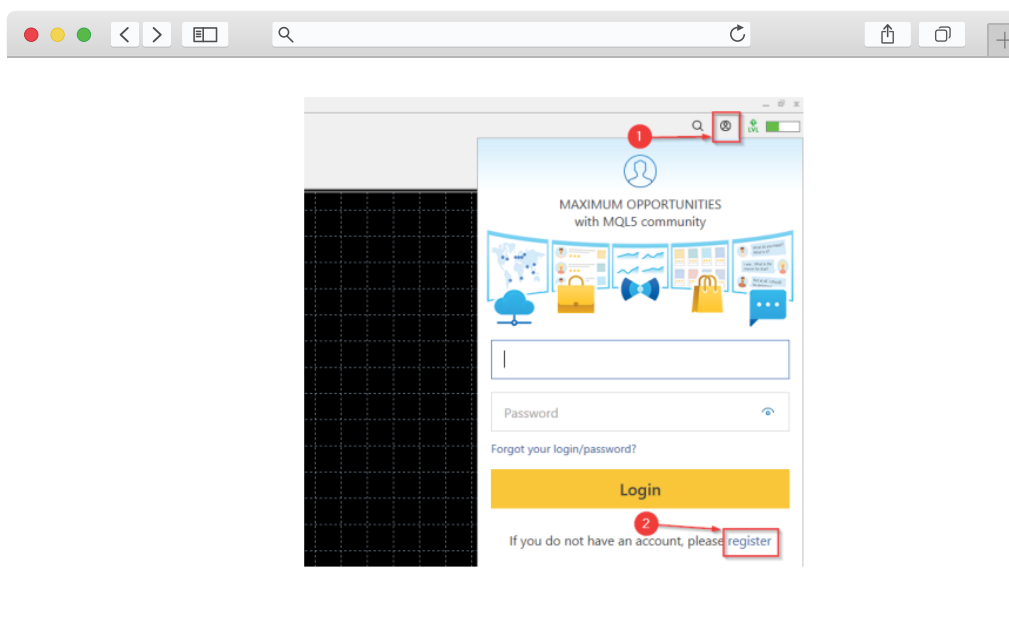 1
LVL
MAXIMUM OPPORTUNITIES
with MQL5 community
Password
Forgot your login/password?
Login
2
If you do not have an account, please register